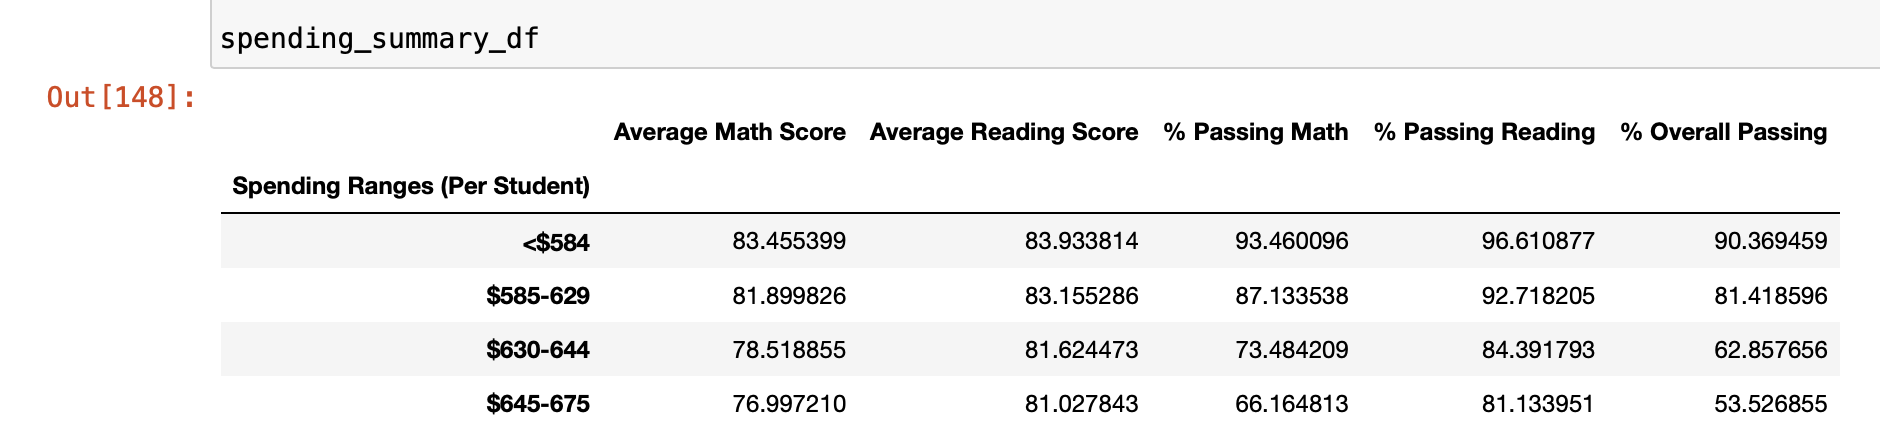 spending_summary_df
Out[148]:
Average Math Score Average Reading Score % Passing Math % Passing Reading % Overall Passing
Spending Ranges (Per Student)
<$584 83.455399 83.933814 93.460096 96.610877 90.369459
$585-629 81.899826 83.155286 87.133538 92.718205 81.418596
$630-644 78.518855 81.624473 73.484209 84.391793 62.857656
$645-675 76.997210 81.027843 66.164813 81.133951 53.526855